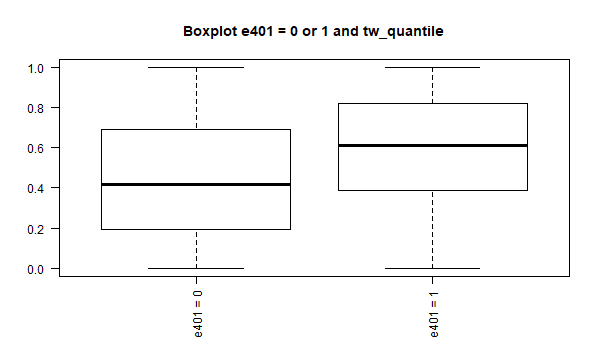 Boxplot e401 = 0 or 1 and tw_quantile
1.0
0.8
0.6
0.4
0.2
0.0
e401 = 0
e401 = 1